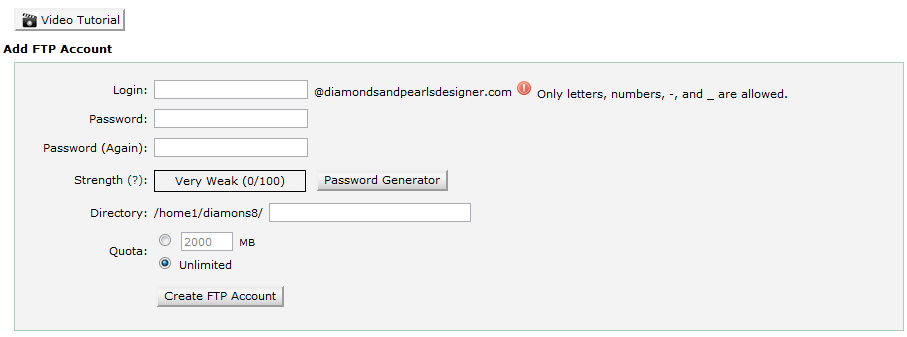 Video Tutorial
Add FTP Account
Login: @diamondsandpearlsdesigner.com Only letters, numbers, -, and _ are allowed.
Password:
Password (Again):
Strength (?): Very Weak (0/100) Password Generator
Directory: /home1/diamons8/
Quota: 2000 MB
Unlimited
Create FTP Account